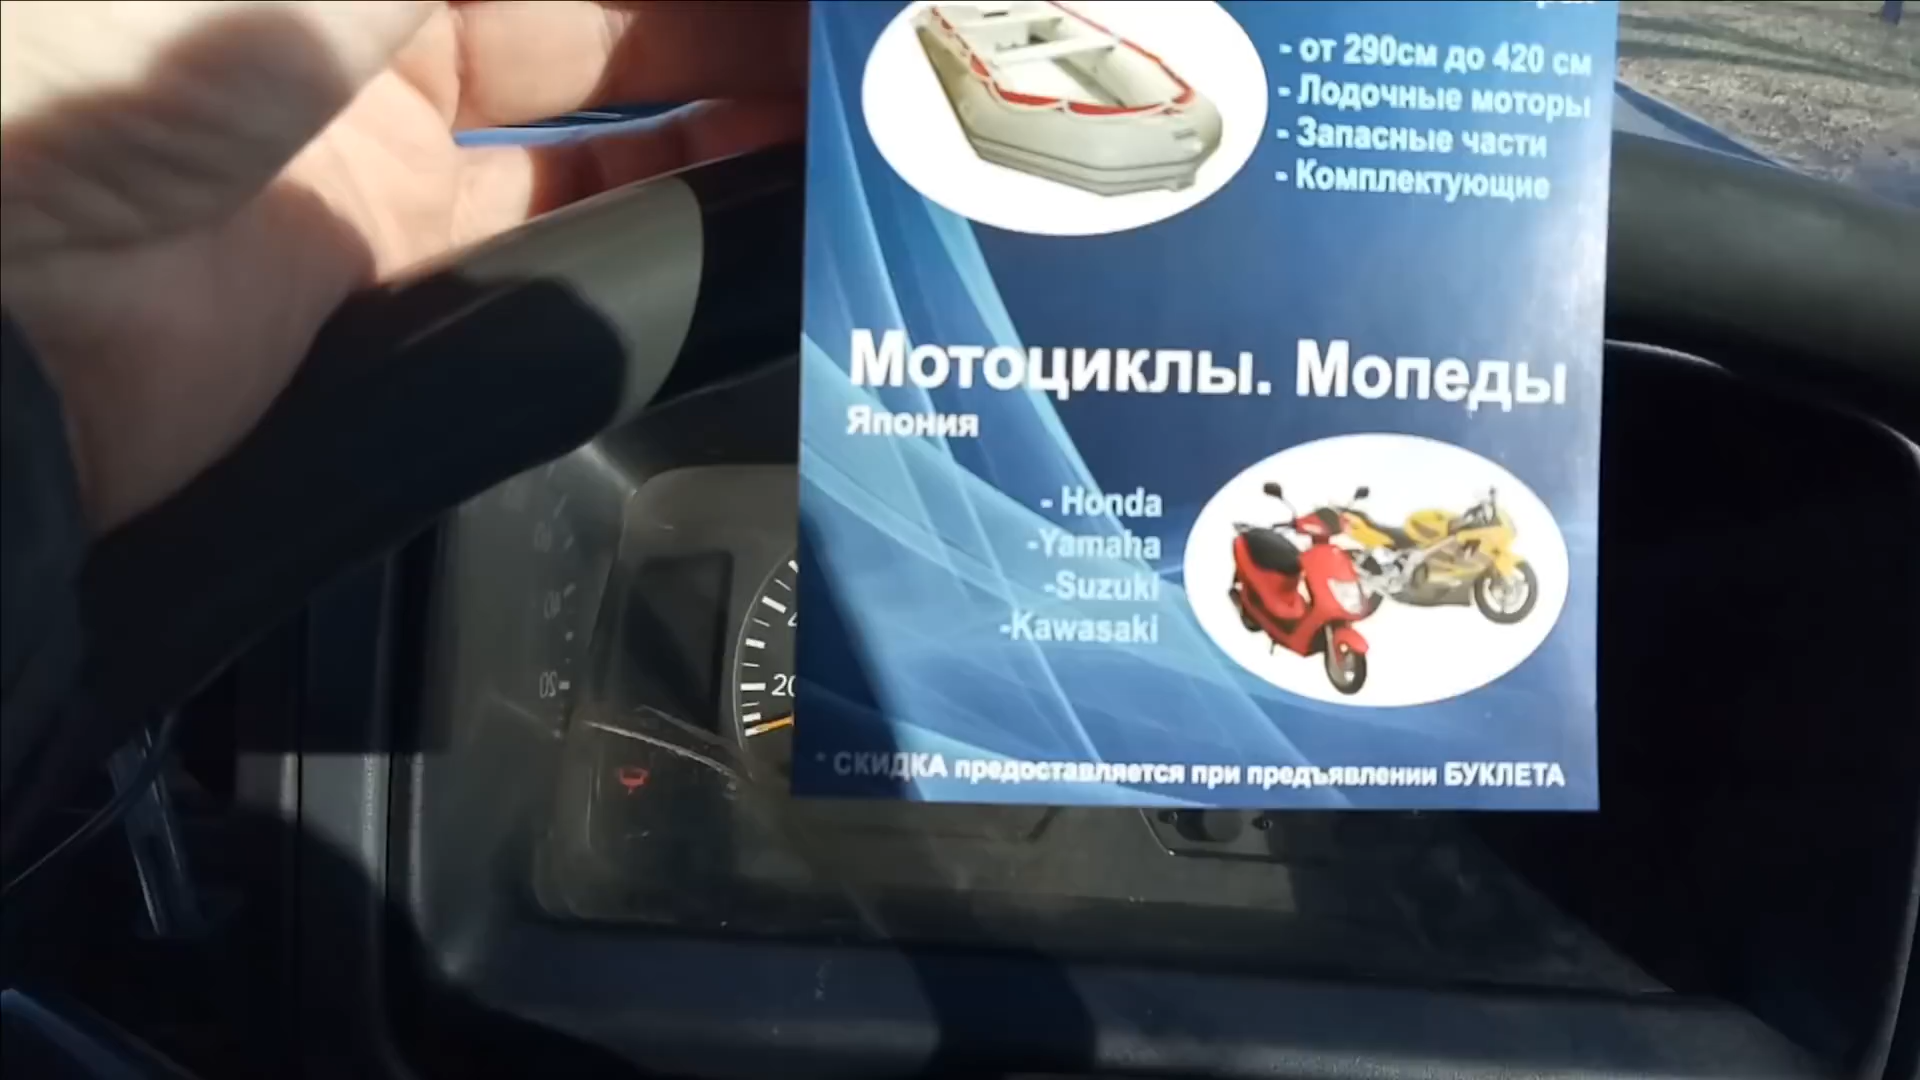 - от 290см до 420 см
- Лодочные моторы
- Запасные части
- Комплектующие
Мотоциклы. Мопеды
Япония
- Honda
-Yamaha
-Suzuki
-Kawasaki
* СКИДКА предоставляется при предъявлении БУКЛЕТА
20